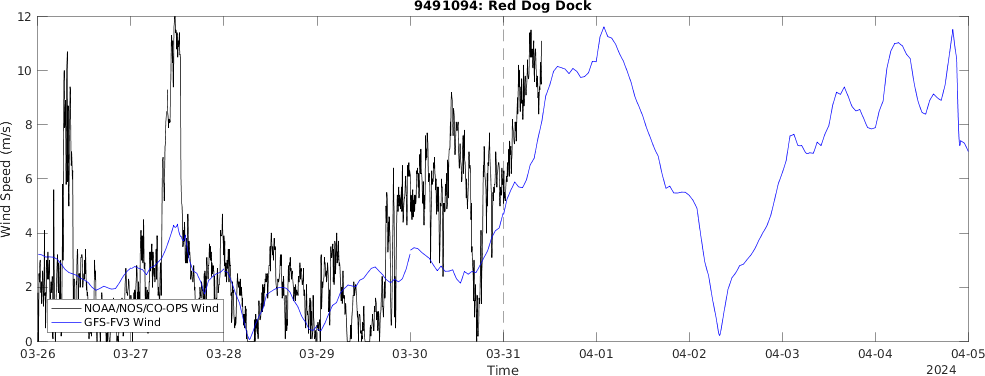 9491094: Red Dog Dock
12
10
8
6
4
2
0
Wind Speed (m/s)
NOAA/NOS/CO-OPS Wind
GFS-FV3 Wind
03-26 03-27 03-28 03-29 03-30 03-31 04-01 04-02 04-03 04-04 04-05
Time 2024